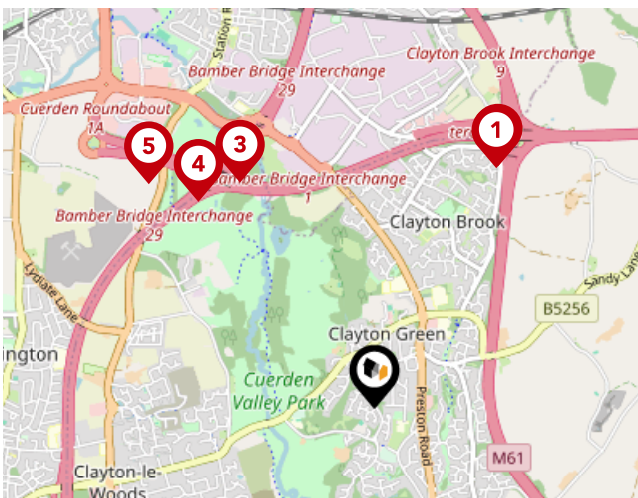 Station R
Clayton Brook Interchange
9
Bamber Bridge Interchange
29
Cuerden Roundabout
1A
1
ter
3
5
4
amber Bridge Interchange
1
Bamber Bridge Interchange
29
Clayton Brook
Lydiate Lane
Sandy Lane
B5256
Clayton Green
ington
Cuerden
Valley Park
Preston Road
M61
Clayton-le-
Woods